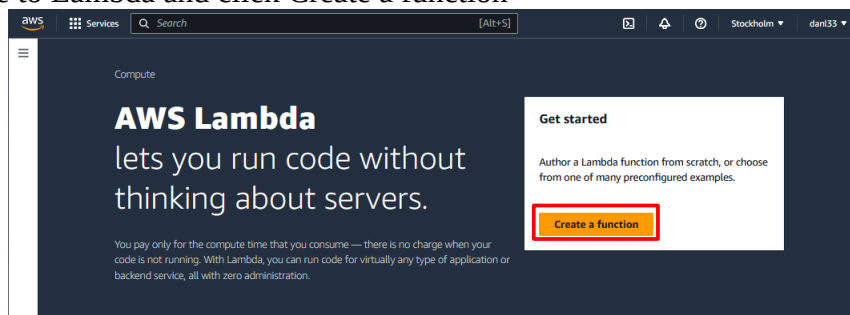 e to Lambda and click Create a function
aws
Services
Search
[Alt+S]
Stockholm
danl33
Compute
AWS Lambda
lets you run code without
thinking about servers.
You pay only for the compute time that you consume — there is no charge when your
code is not running. With Lambda, you can run code for virtually any type of application or
backend service, all with zero administration.
Get started
Author a Lambda function from scratch, or choose
from one of many preconfigured examples.
Create a function